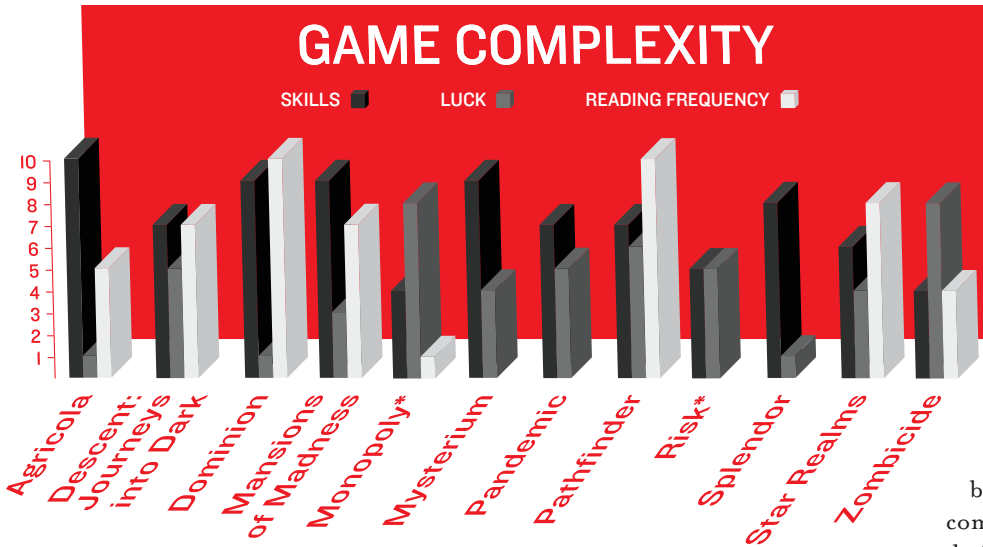 GAME COMPLEXITY
SKILLS
LUCK
READING FREQUENCY
10
9
8
7
6
5
4
3
2
1
Agricola
Descent:
Journeys
into Dark
Dominion
Mansions
of Madness
Monopoly*
Mysterium
Pandemic
Pathfinder
Risk*
Splendor
Star Realms
Zombicide
b
com